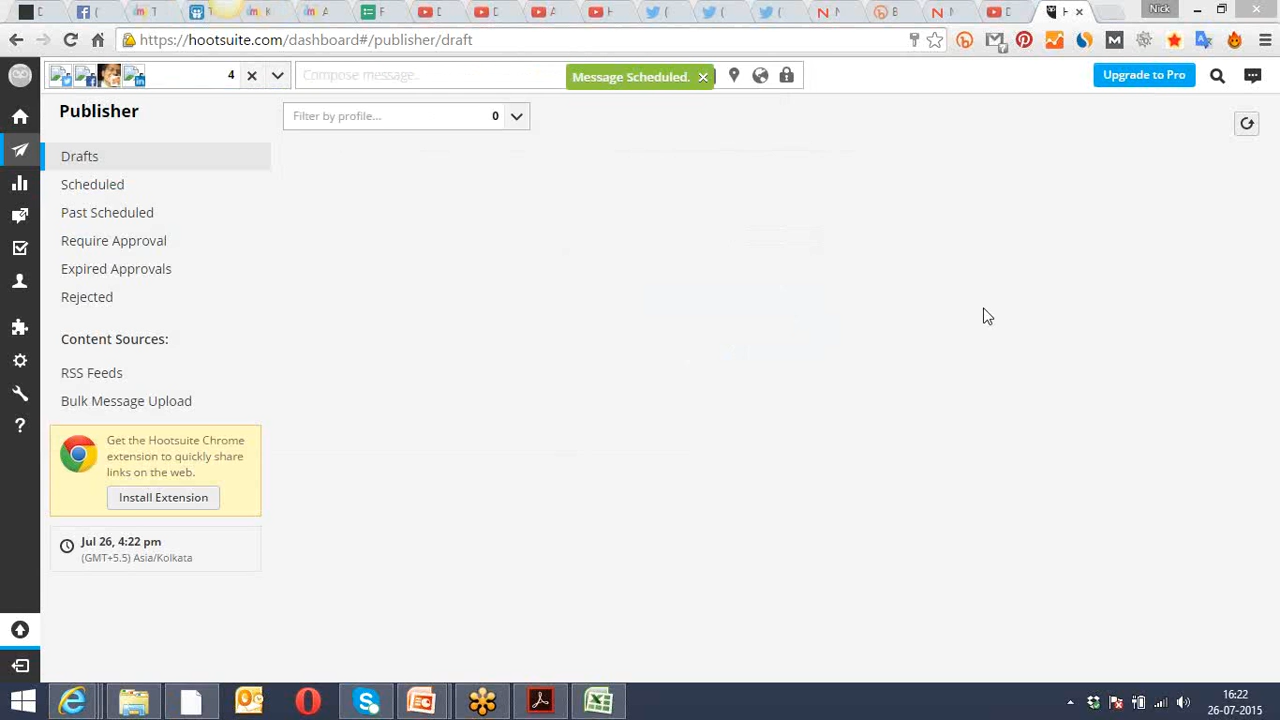 D
f
T
T
K
A
F
D
D
A
H
N
B
N
D
H
Nick
https://hootsuite.com/dashboard#/publisher/draft
4
Compose message...
Message Scheduled.
Upgrade to Pro
Publisher
Filter by profile...
0
Drafts
Scheduled
Past Scheduled
Require Approval
Expired Approvals
Rejected
Content Sources:
RSS Feeds
Bulk Message Upload
Get the Hootsuite Chrome
extension to quickly share
links on the web.
Install Extension
Jul 26, 4:22 pm
(GMT+5.5) Asia/Kolkata
16:22
26-07-2015